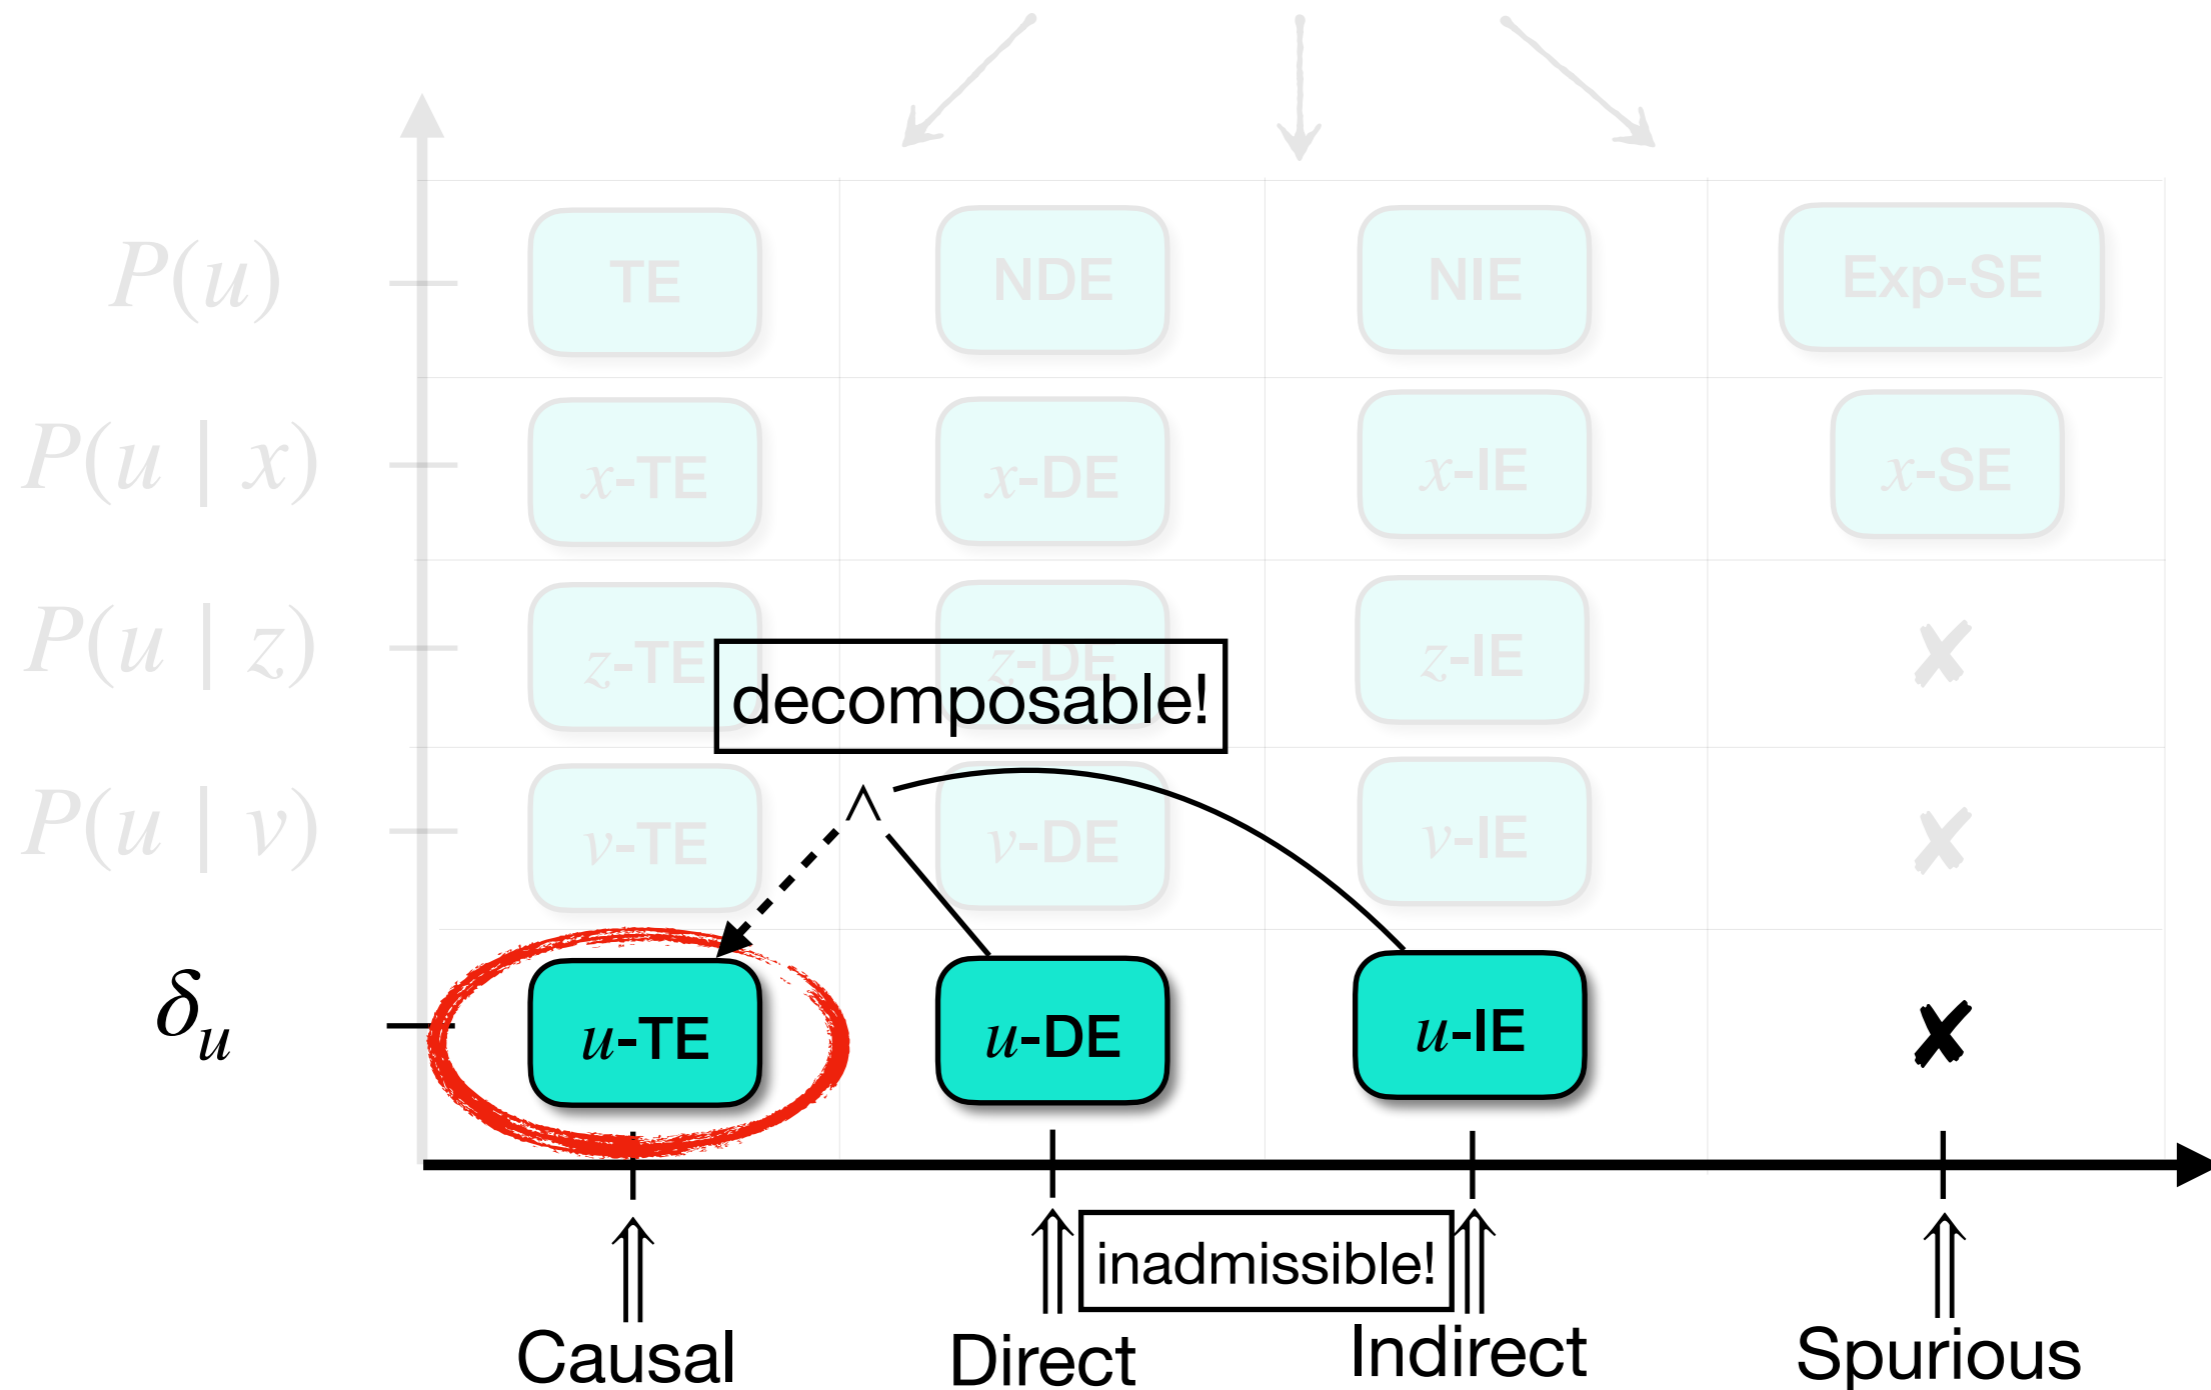 P(u) TE NDE NIE Exp-SE
P(u | x) x-TE x-DE x-IE x-SE
P(u | z) z-TE z-DE z-IE ✘
decomposable!
∧
P(u | v) v-TE v-DE v-IE ✘
δu u-TE u-DE u-IE ✘
inadmissible!
Causal Direct Indirect Spurious